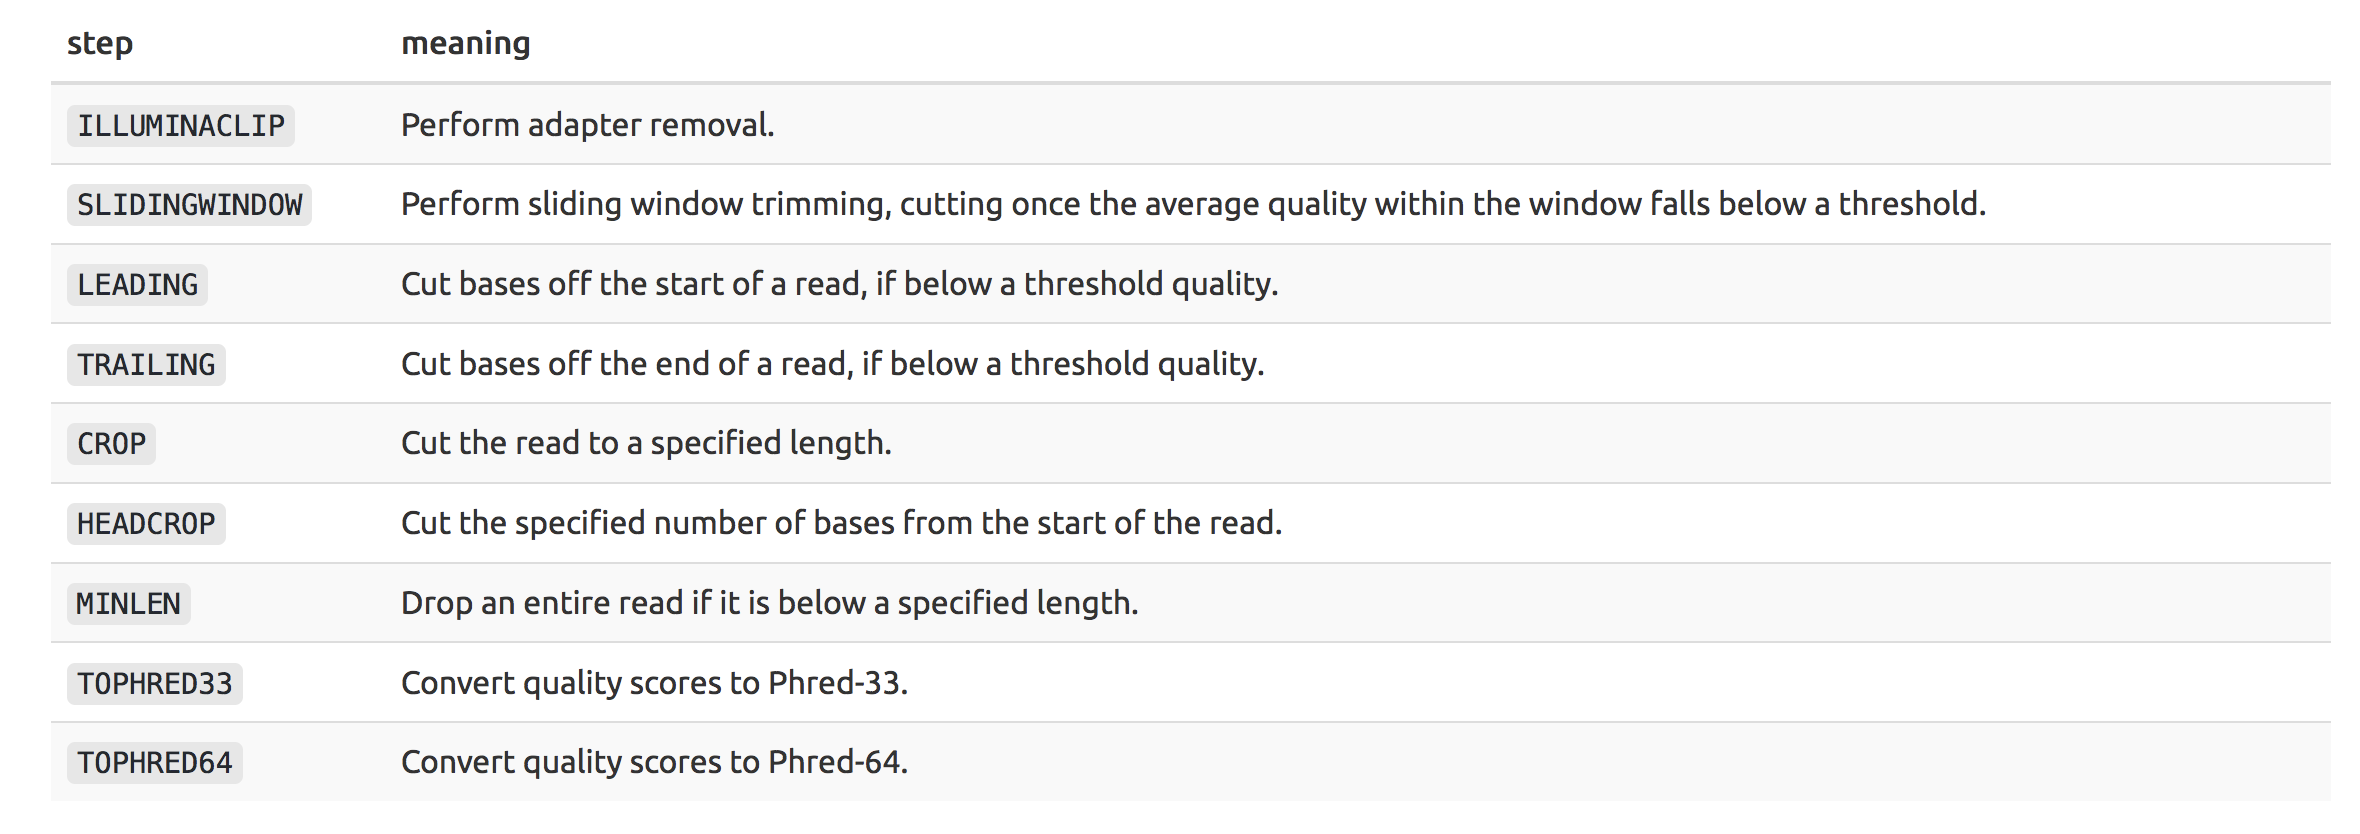 step meaning
ILLUMINACLIP Perform adapter removal.
SLIDINGWINDOW Perform sliding window trimming, cutting once the average quality within the window falls below a threshold.
LEADING Cut bases off the start of a read, if below a threshold quality.
TRAILING Cut bases off the end of a read, if below a threshold quality.
CROP Cut the read to a specified length.
HEADCROP Cut the specified number of bases from the start of the read.
MINLEN Drop an entire read if it is below a specified length.
TOPHRED33 Convert quality scores to Phred-33.
TOPHRED64 Convert quality scores to Phred-64.